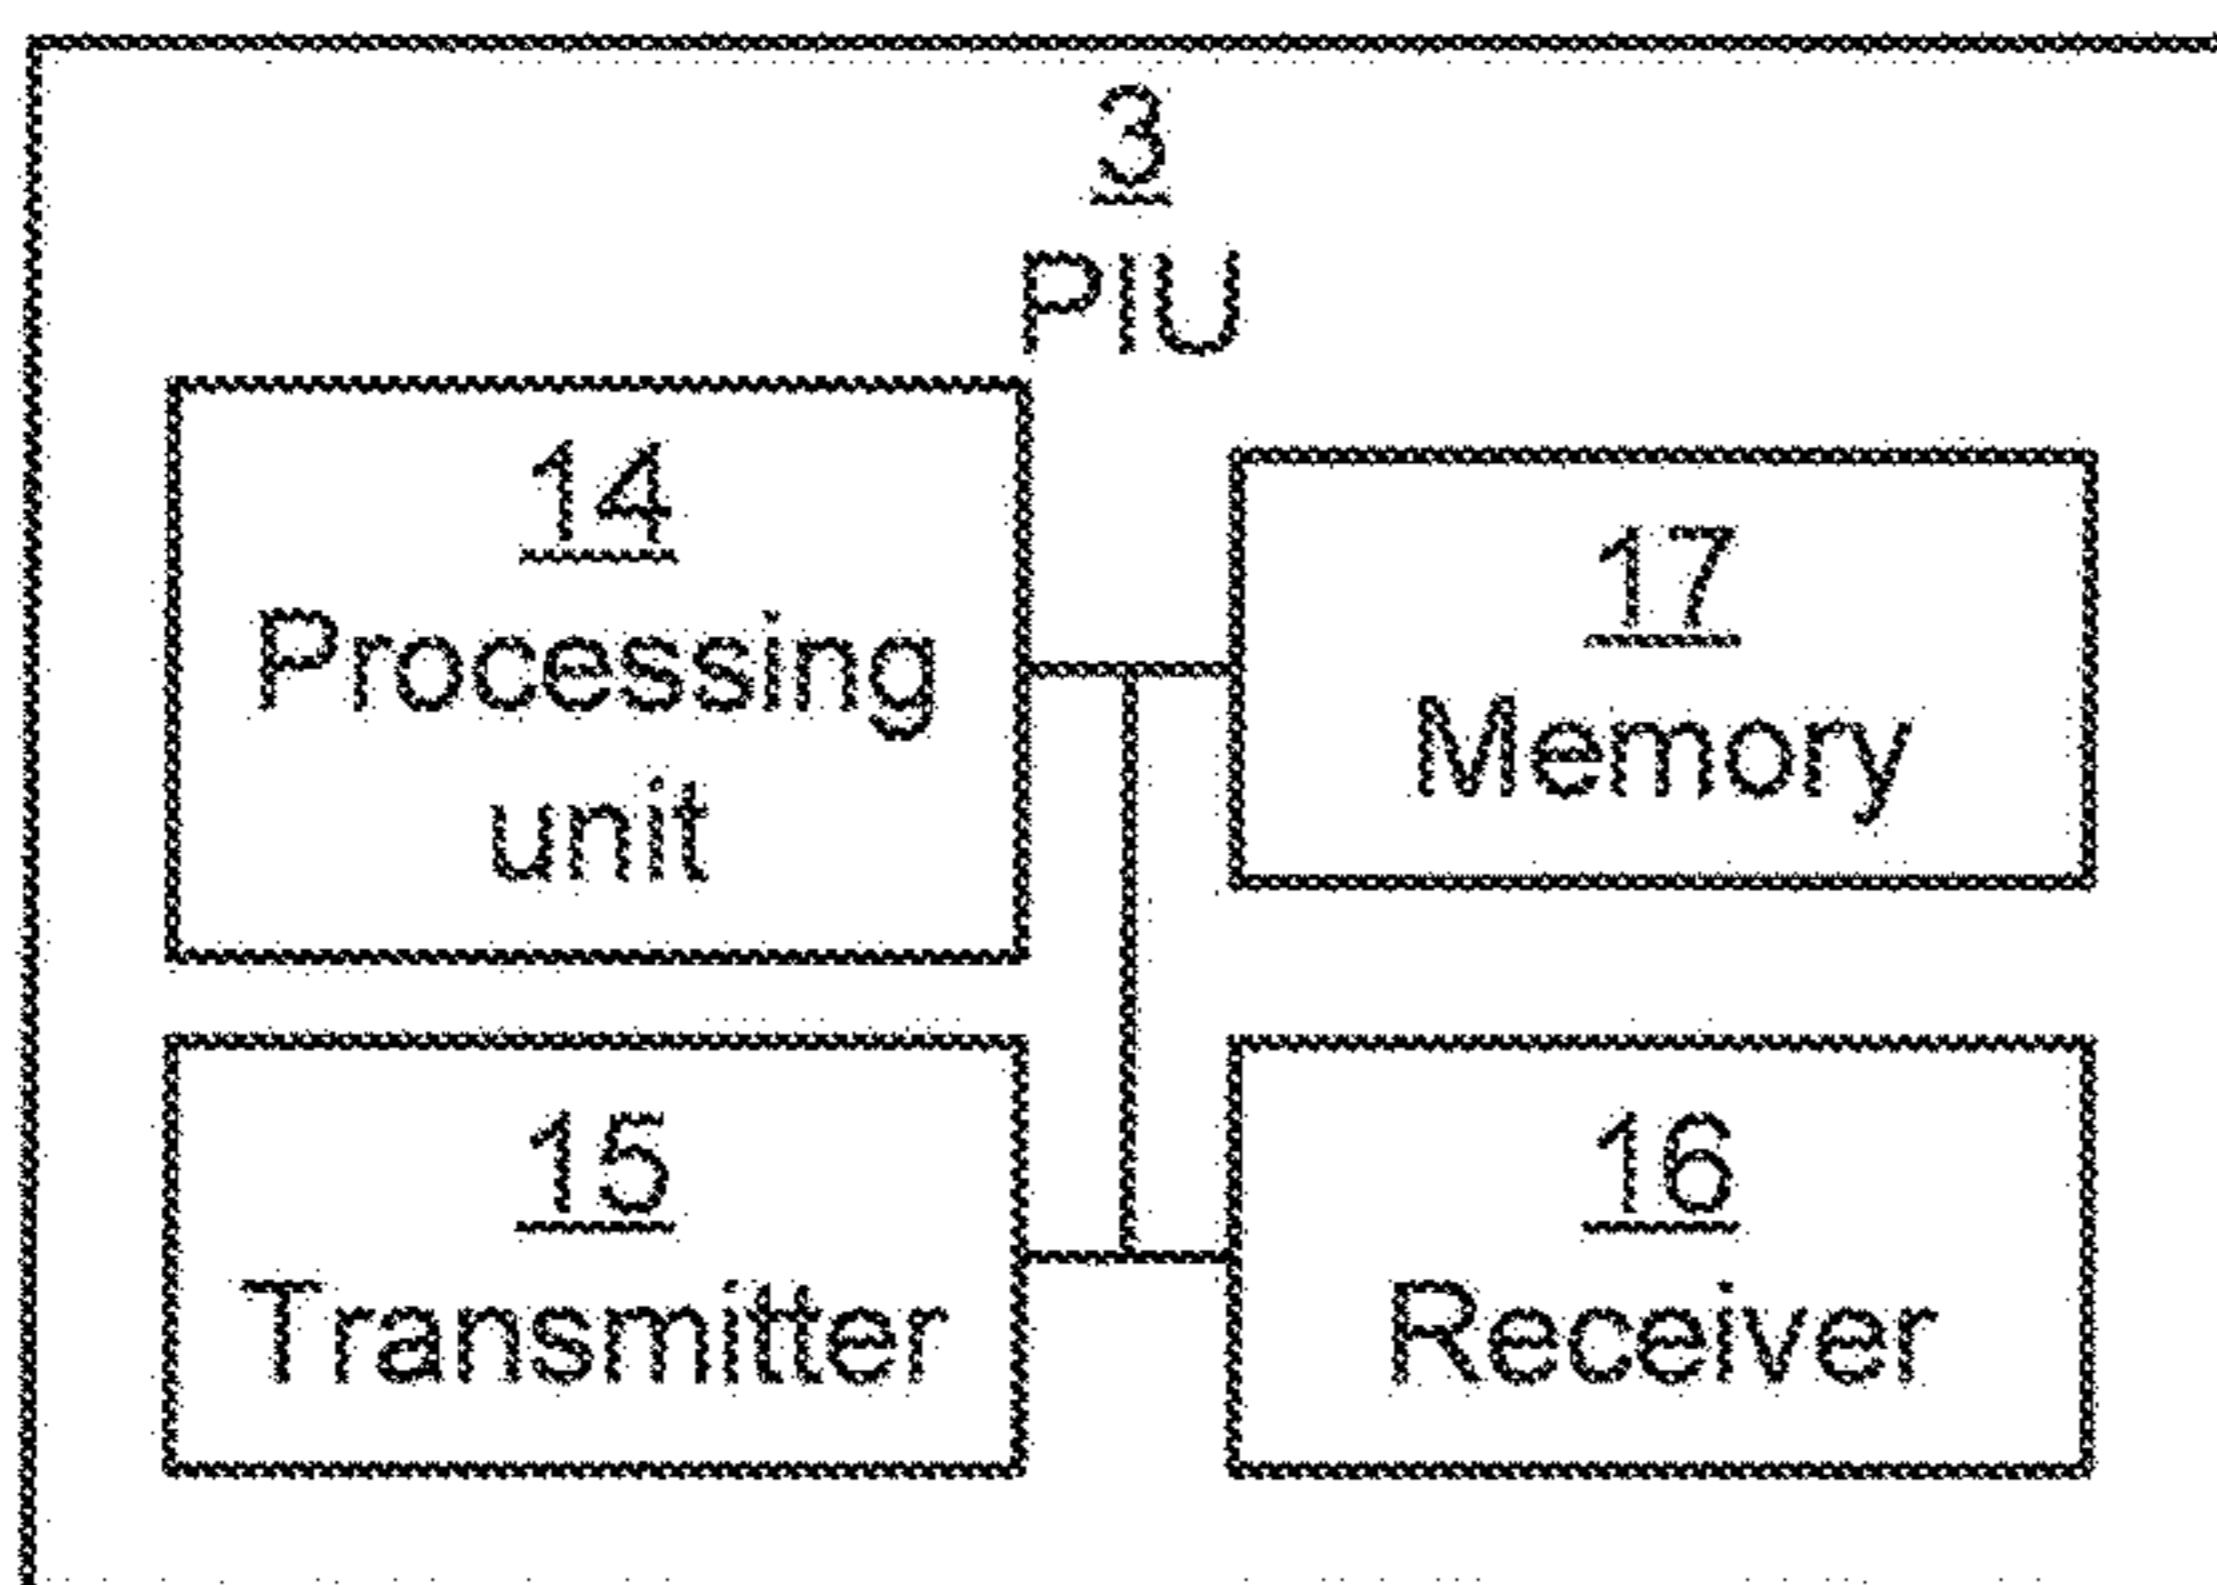 3
PIU
14
Processing
unit
17
Memory
15
Transmitter
16
Receiver